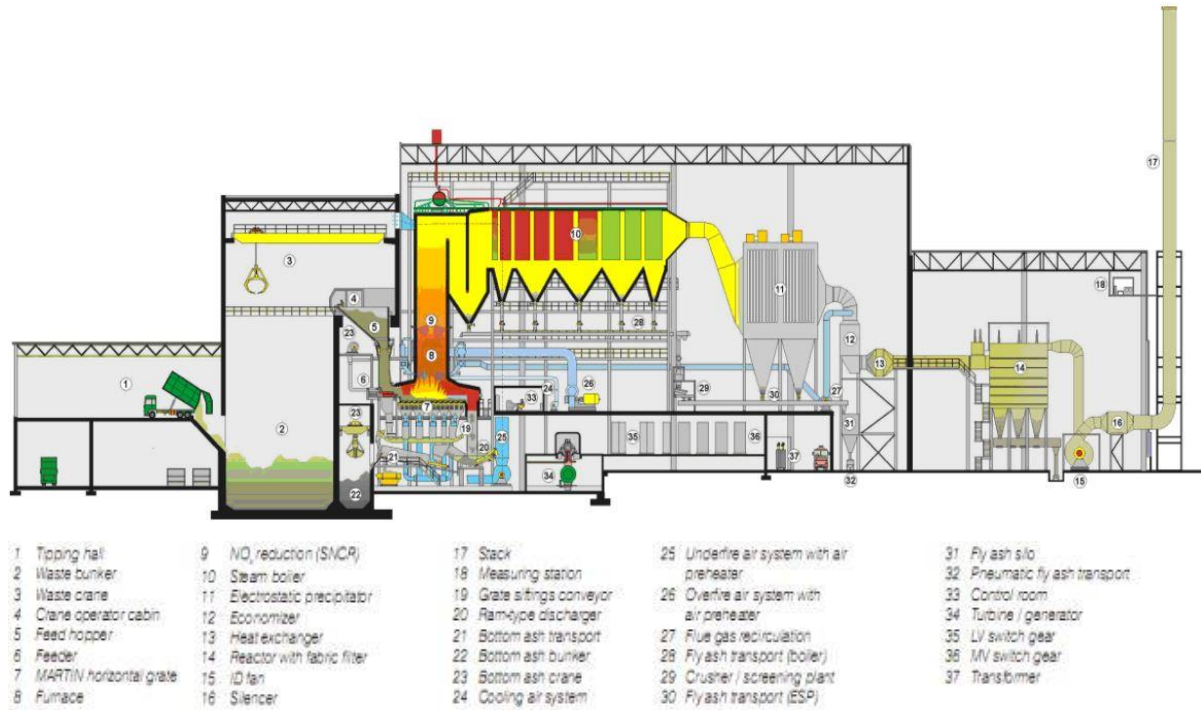 1 Tipping hall
2 Waste bunker
3 Waste crane
4 Crane operator cabin
5 Feed hopper
6 Feeder
7 MARTIN horizontal grate
8 Furnace
9 NOx reduction (SNCR)
10 Steam boiler
11 Electrostatic precipitator
12 Economizer
13 Heat exchanger
14 Reactor with fabric filter
15 ID fan
16 Silencer
17 Stack
18 Measuring station
19 Grate siftings conveyor
20 Ram-type discharger
21 Bottom ash transport
22 Bottom ash bunker
23 Bottom ash crane
24 Cooling air system
25 Underfire air system with air
preheater
26 Overfire air system with
air preheater
27 Flue gas recirculation
28 Fly ash transport (boiler)
29 Crusher / screening plant
30 Fly ash transport (ESP)
31 Fly ash silo
32 Pneumatic fly ash transport
33 Control room
34 Turbine / generator
35 LV switch gear
36 MV switch gear
37 Transformer